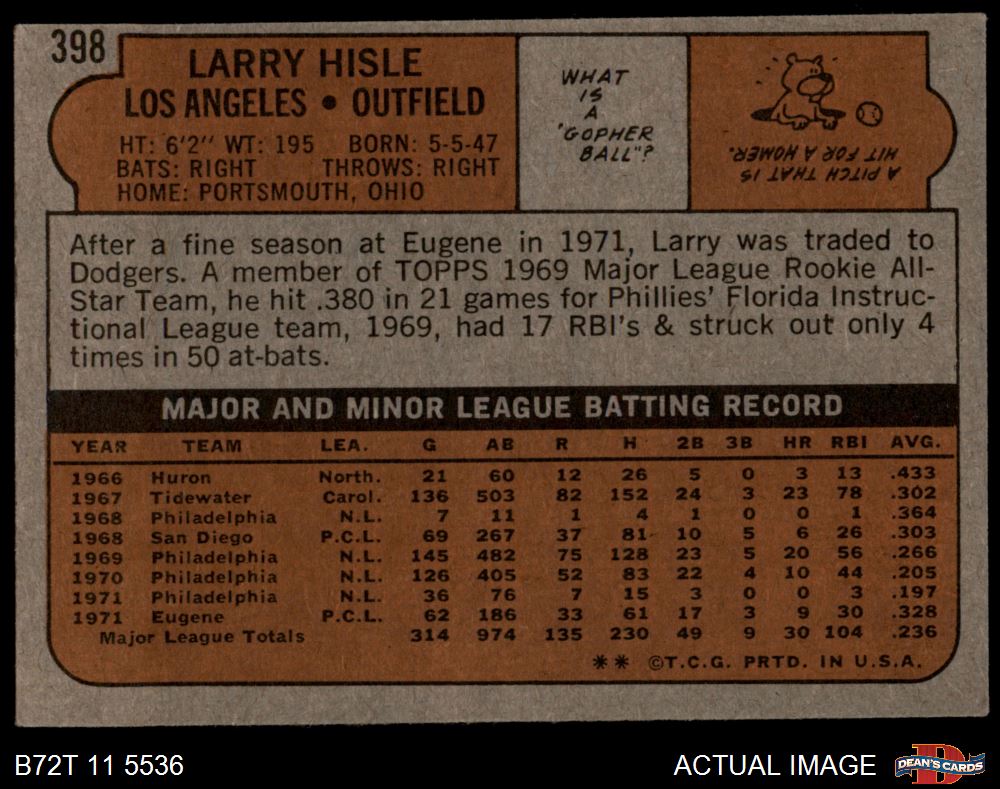 398
LARRY HISLE
LOS ANGELES • OUTFIELD
HT: 6'2" WT: 195 BORN: 5-5-47
BATS: RIGHT THROWS: RIGHT
HOME: PORTSMOUTH, OHIO
WHAT
IS
A
"GOPHER
BALL"?
A PITCH THAT IS
HIT FOR A HOMER.
After a fine season at Eugene in 1971, Larry was traded to
Dodgers. A member of TOPPS 1969 Major League Rookie All-
Star Team, he hit .380 in 21 games for Phillies' Florida Instruc-
tional League team, 1969, had 17 RBI's & struck out only 4
times in 50 at-bats.
MAJOR AND MINOR LEAGUE BATTING RECORD
YEAR TEAM LEA. G AB R H 2B 3B HR RBI AVG.
1966 Huron North. 21 60 12 26 5 0 3 13 .433
1967 Tidewater Carol. 136 503 82 152 24 3 23 78 .302
1968 Philadelphia N.L. 7 11 1 4 1 0 0 1 .364
1968 San Diego P.C.L. 69 267 37 81 10 5 6 26 .303
1969 Philadelphia N.L. 145 482 75 128 23 5 20 56 .266
1970 Philadelphia N.L. 126 405 52 83 22 4 10 44 .205
1971 Philadelphia N.L. 36 76 7 15 3 0 0 3 .197
1971 Eugene P.C.L. 62 186 33 61 17 3 9 30 .328
Major League Totals 314 974 135 230 49 9 30 104 .236
** ©T.C.G. PRTD. IN U.S.A.
B72T 11 5536
ACTUAL IMAGE
D
DEAN'S CARDS